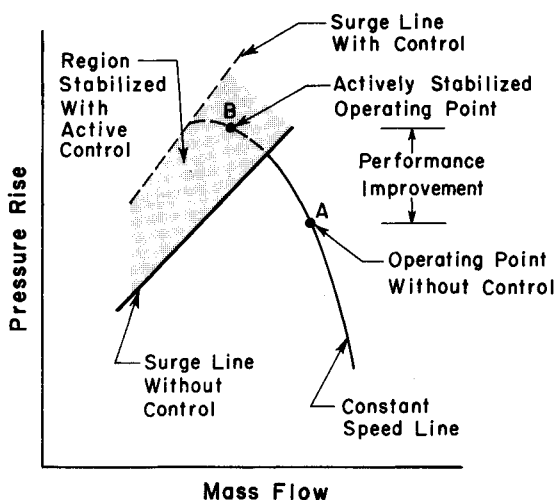 Surge Line
With Control
Region
Stabilized
With
Active
Control
B
Actively Stabilized
Operating Point
Performance
Improvement
A
Operating Point
Without Control
Surge Line
Without
Control
Constant
Speed Line
Pressure Rise
Mass Flow